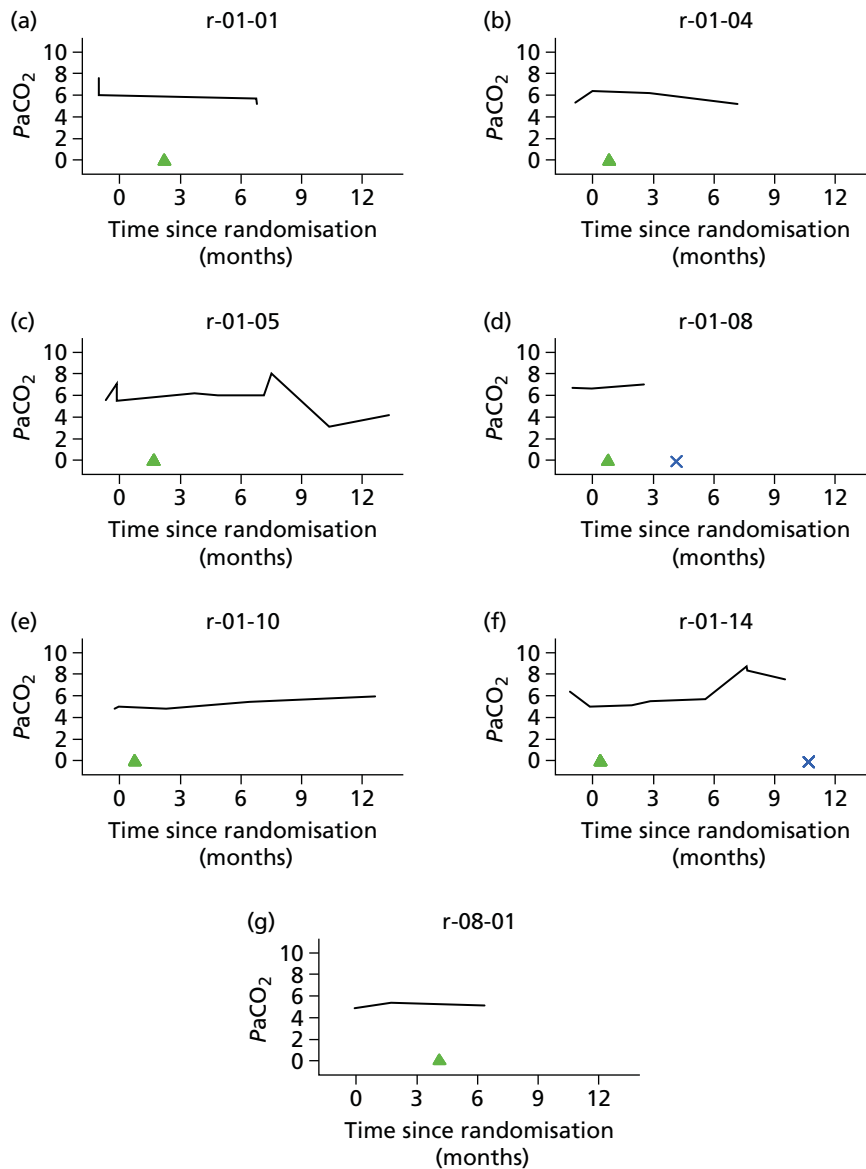 (a)
r-01-01
PaCO₂
10
8
6
4
2
0
0 3 6 9 12
Time since randomisation
(months)
(b)
r-01-04
PaCO₂
10
8
6
4
2
0
0 3 6 9 12
Time since randomisation
(months)
(c)
r-01-05
PaCO₂
10
8
6
4
2
0
0 3 6 9 12
Time since randomisation
(months)
(d)
r-01-08
PaCO₂
10
8
6
4
2
0
0 3 6 9 12
Time since randomisation
(months)
(e)
r-01-10
PaCO₂
10
8
6
4
2
0
0 3 6 9 12
Time since randomisation
(months)
(f)
r-01-14
PaCO₂
10
8
6
4
2
0
0 3 6 9 12
Time since randomisation
(months)
(g)
r-08-01
PaCO₂
10
8
6
4
2
0
0 3 6 9 12
Time since randomisation
(months)